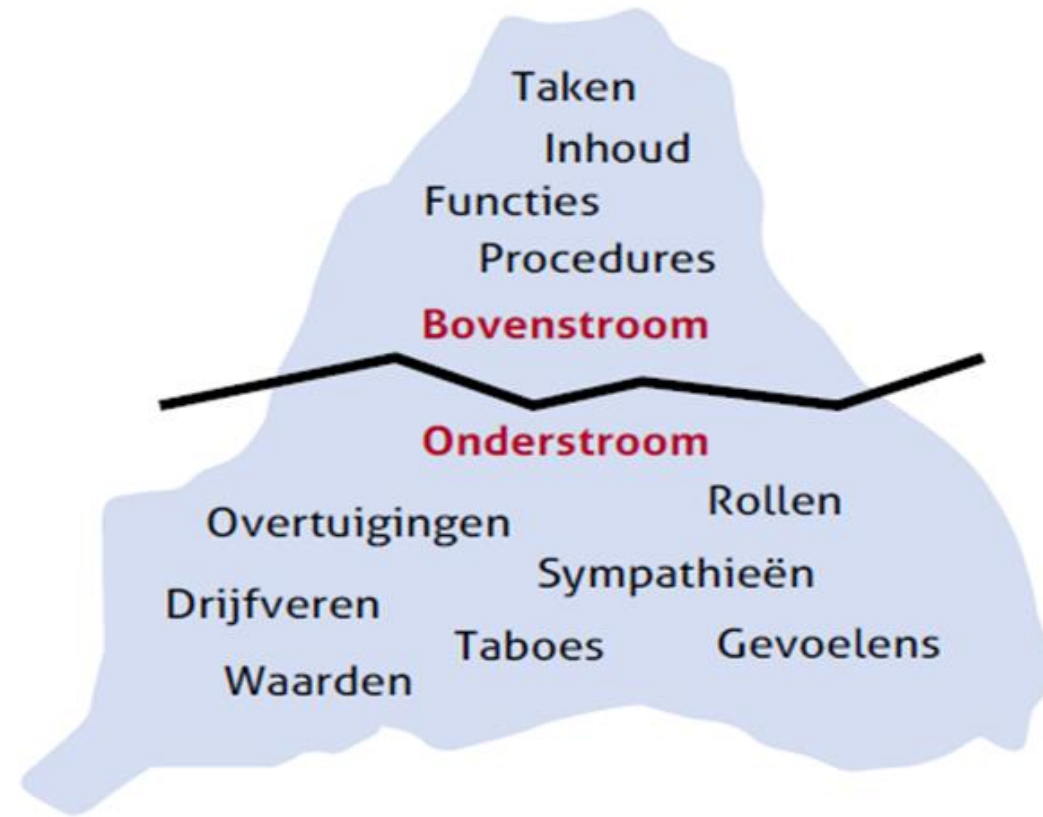 Taken
Inhoud
Functies
Procedures
Bovenstroom
Onderstroom
Rollen
Overtuigingen
Sympathieën
Drijfveren
Taboes
Gevoelens
Waarden